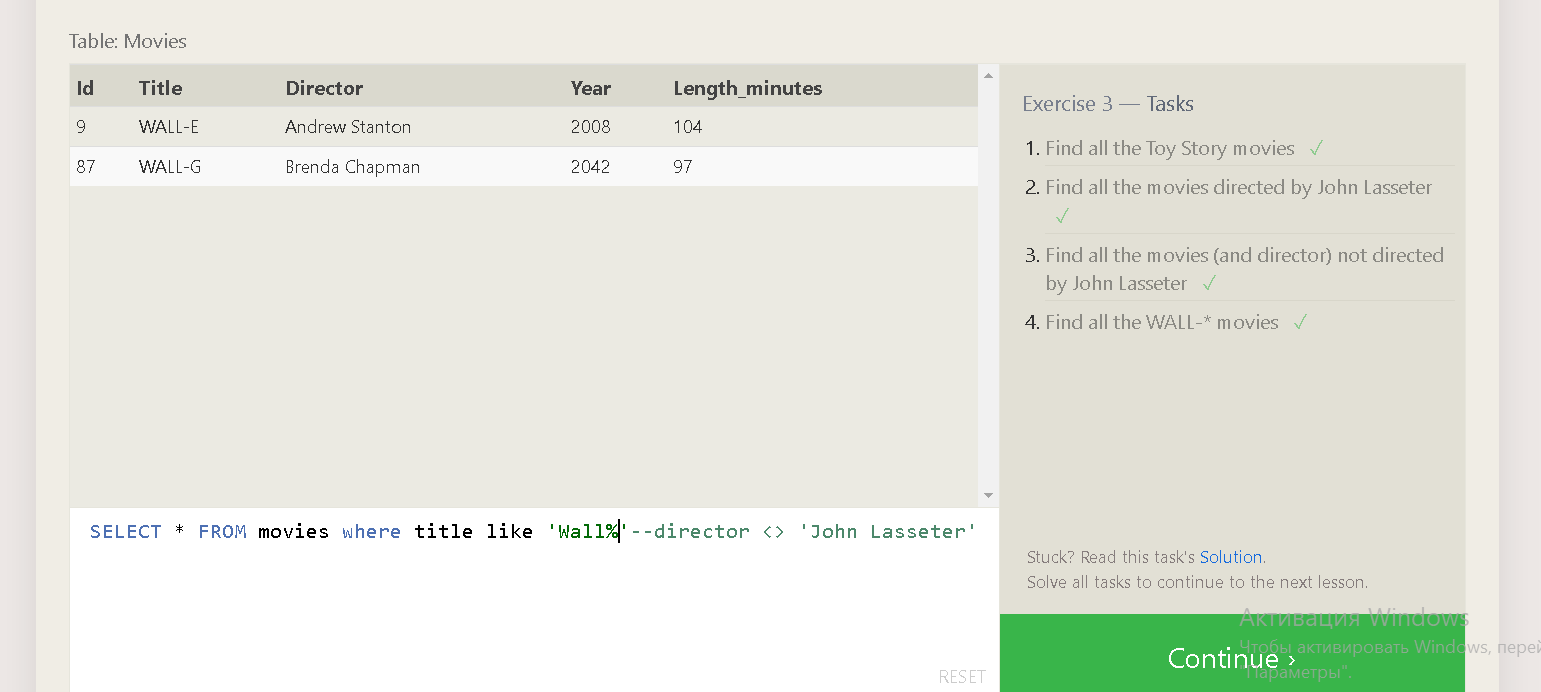 Table: Movies
Id Title Director Year Length_minutes
9 WALL-E Andrew Stanton 2008 104
87 WALL-G Brenda Chapman 2042 97
SELECT * FROM movies where title like 'Wall%'--director <> 'John Lasseter'
RESET
Exercise 3 — Tasks
1. Find all the Toy Story movies ✓
2. Find all the movies directed by John Lasseter
✓
3. Find all the movies (and director) not directed
by John Lasseter ✓
4. Find all the WALL-* movies ✓
Stuck? Read this task's Solution.
Solve all tasks to continue to the next lesson.
Continue ›
Активация Windows
Чтобы активировать Windows, перей
"Параметры".